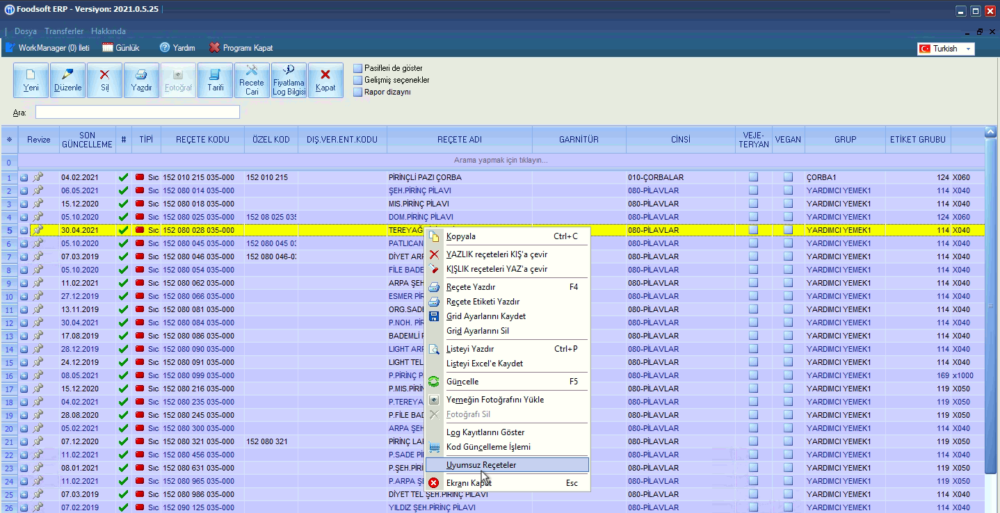 Foodsoft ERP - Versiyon: 2021.0.5.25
Dosya Transferler Hakkında
WorkManager (0) İleti Günlük Yardım Programı Kapat Turkish
Yeni Düzenle Sil Yazdır Fotoğraf Tarifi Recete Cari Fiyatlama Log Bilgisi Kapat
Pasifleri de göster
Gelişmiş seçenekler
Rapor dizaynı
Ara:
* Revize SON GÜNCELLEME # TİPİ REÇETE KODU ÖZEL KOD DIŞ.VER.ENT.KODU REÇETE ADI GARNİTÜR CİNSİ VEJE-TERYAN VEGAN GRUP ETİKET GRUBU
0 Arama yapmak için tıklayın...
1 04.02.2021 Sıc 152 010 215 035-000 152 010 215 PİRİNÇLİ PAZI ÇORBA 010-ÇORBALAR ÇORBA1 124 X060
2 06.05.2021 Sıc 152 080 014 035-000 ŞEH.PİRİNÇ PİLAVI 080-PİLAVLAR YARDIMCI YEMEK1 114 X040
3 15.12.2020 Sıc 152 080 018 035-000 MIS.PİRİNÇ PİLAVI 080-PİLAVLAR YARDIMCI YEMEK1 114 X040
4 05.10.2020 Sıc 152 080 025 035-000 152 08 025 035 DOM.PİRİNÇ PİLAVI 080-PİLAVLAR YARDIMCI YEMEK1 124 X060
5 30.04.2021 Sıc 152 080 028 035-000 TEREYAĞ 080-PİLAVLAR YARDIMCI YEMEK1 114 X040
6 05.10.2020 Sıc 152 080 045 035-000 152 080 045 03 PATLICAN 080-PİLAVLAR YARDIMCI YEMEK1 114 X040
7 07.03.2019 Sıc 152 080 046 035-000 152 080 046-03 DİYET ARP 080-PİLAVLAR YARDIMCI YEMEK1 114 X040
8 05.10.2020 Sıc 152 080 054 035-000 FİLE BADE 080-PİLAVLAR YARDIMCI YEMEK1 114 X040
9 11.02.2021 Sıc 152 080 062 035-000 ARPA ŞEH 080-PİLAVLAR YARDIMCI YEMEK1 114 X040
10 27.12.2019 Sıc 152 080 066 035-000 ESMER PİR 080-PİLAVLAR YARDIMCI YEMEK1 114 X040
11 13.11.2019 Sıc 152 080 081 035-000 ORG.SADE 080-PİLAVLAR YARDIMCI YEMEK1 114 X040
12 30.04.2021 Sıc 152 080 084 035-000 P.NOH. PİR 080-PİLAVLAR YARDIMCI YEMEK1 114 X040
13 17.08.2019 Sıc 152 080 086 035-000 BADEMLİ P 080-PİLAVLAR YARDIMCI YEMEK1 114 X040
14 28.12.2019 Sıc 152 080 090 035-000 LIGHT ARP 080-PİLAVLAR YARDIMCI YEMEK1 114 X040
15 24.12.2019 Sıc 152 080 091 035-000 LIGHT TEL 080-PİLAVLAR YARDIMCI YEMEK1 114 X040
16 08.05.2021 Sıc 152 080 099 035-000 P.PİRİNÇ P 080-PİLAVLAR YARDIMCI YEMEK1 169 x1000
17 15.12.2020 Sıc 152 080 216 035-000 P.MIS.PİRİN 080-PİLAVLAR YARDIMCI YEMEK1 119 X050
18 04.02.2021 Sıc 152 080 235 035-000 P.TEREYA 080-PİLAVLAR YARDIMCI YEMEK1 119 X050
19 28.08.2020 Sıc 152 080 245 035-000 P.FİLE BAD 080-PİLAVLAR YARDIMCI YEMEK1 119 X050
20 05.02.2021 Sıc 152 080 300 035-000 ARPA ŞEH 080-PİLAVLAR YARDIMCI YEMEK1 114 X040
21 07.12.2020 Sıc 152 080 321 035-000 152 080 321 PİRİNÇ LAP 080-PİLAVLAR YARDIMCI YEMEK1 119 X050
22 11.02.2021 Sıc 152 080 456 035-000 P.SADE Pİ 080-PİLAVLAR YARDIMCI YEMEK1 119 X050
23 08.01.2021 Sıc 152 080 631 035-000 P.ŞEH.PİRİ 080-PİLAVLAR YARDIMCI YEMEK1 119 X050
24 11.02.2021 Sıc 152 080 965 035-000 P.ARPA Ş 080-PİLAVLAR YARDIMCI YEMEK1 119 X050
25 07.03.2019 Sıc 152 080 986 035-000 DİYET TEL ŞEH.PİRİNÇ PİLAVI 080-PİLAVLAR YARDIMCI YEMEK1 114 X040
26 07.02.2019 Sıc 152 090 125 035-000 YILDIZ ŞEH.PİRİNÇ PİLAVI 080-PİLAVLAR YARDIMCI YEMEK1 114 X040
Kopyala Ctrl+C
YAZLIK reçeteleri KIŞ'a çevir
KIŞLIK reçeteleri YAZ'a çevir
Reçete Yazdır F4
Reçete Etiketi Yazdır
Grid Ayarlarını Kaydet
Grid Ayarlarını Sil
Listeyi Yazdır Ctrl+P
Listeyi Excel'e Kaydet
Güncelle F5
Yemeğin Fotoğrafını Yükle
Fotoğrafı Sil
Log Kayıtlarını Göster
Kod Güncelleme İşlemi
Uyumsuz Reçeteler
Ekranı Kapat Esc